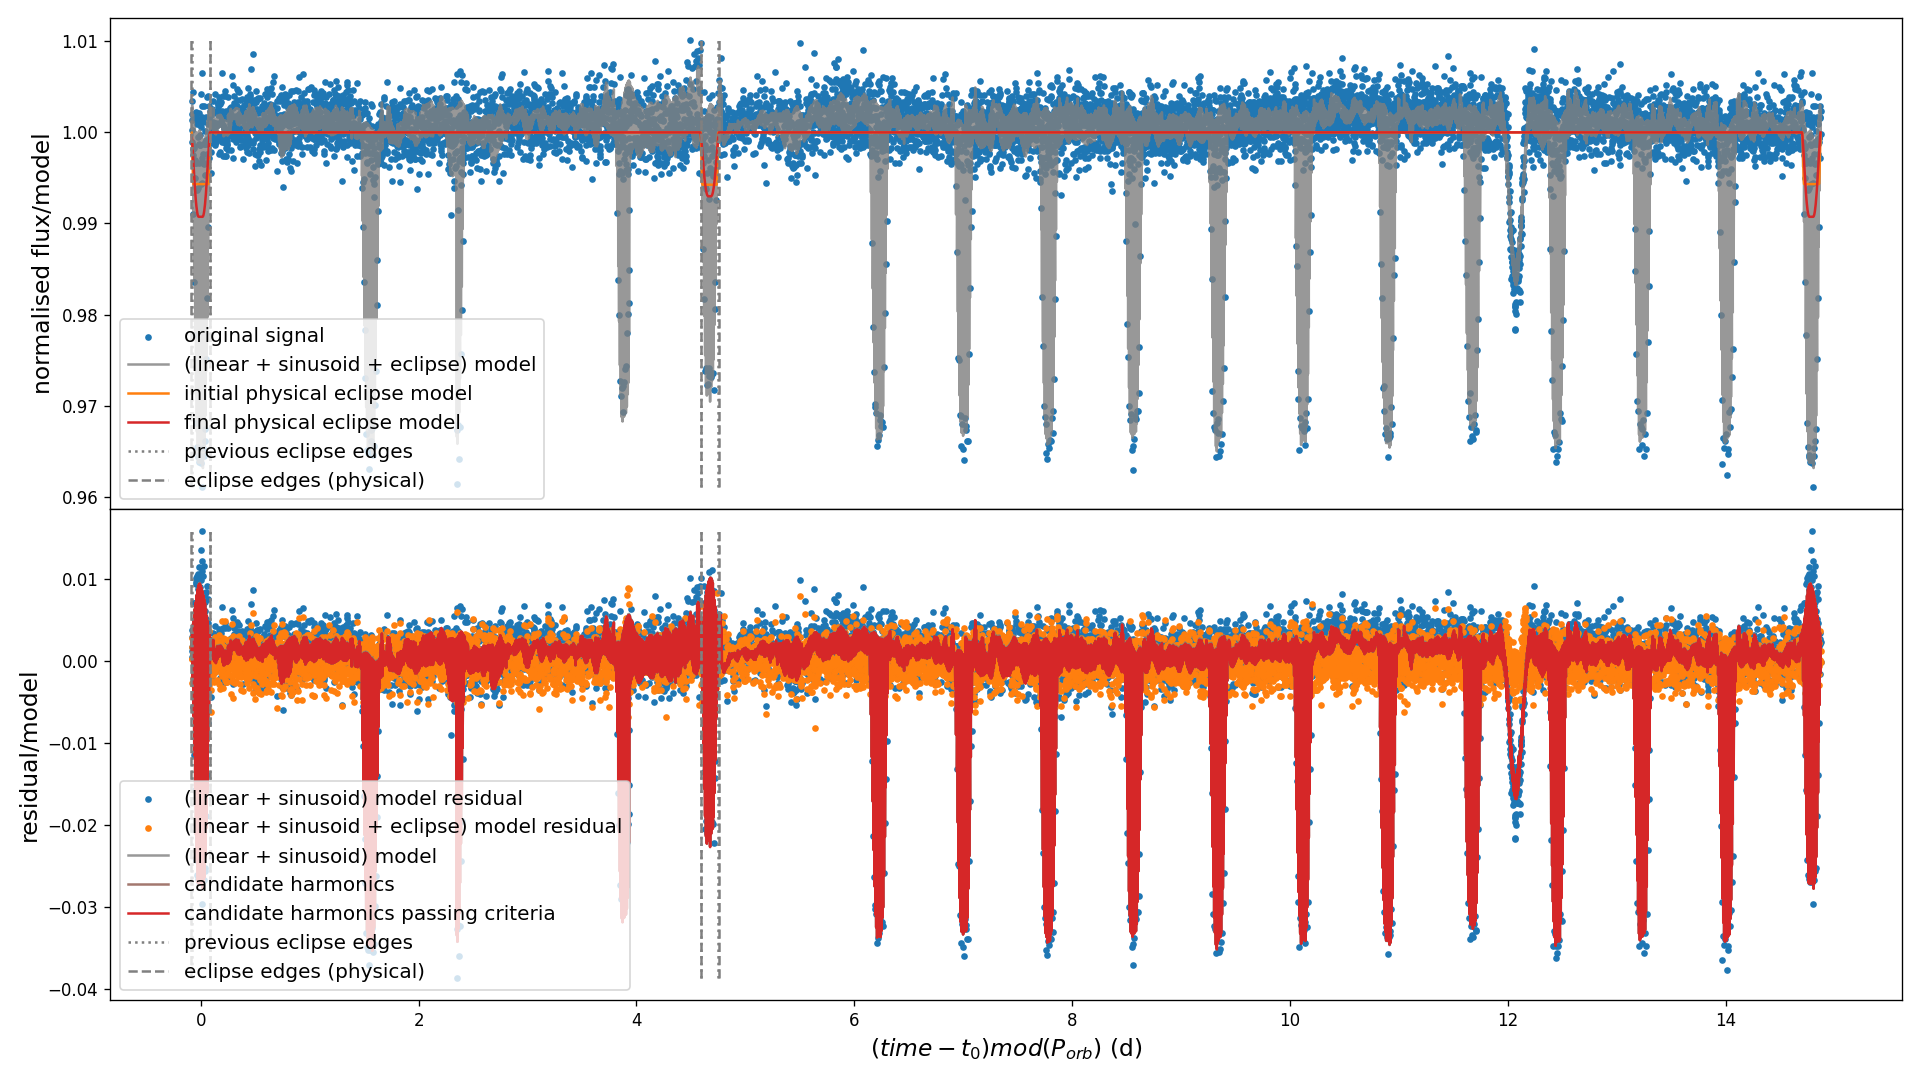 1.01
1.00
0.99
0.98
0.97
0.96
normalised flux/model
original signal
(linear + sinusoid + eclipse) model
initial physical eclipse model
final physical eclipse model
previous eclipse edges
eclipse edges (physical)
0.01
0.00
−0.01
−0.02
−0.03
−0.04
residual/model
(linear + sinusoid) model residual
(linear + sinusoid + eclipse) model residual
(linear + sinusoid) model
candidate harmonics
candidate harmonics passing criteria
previous eclipse edges
eclipse edges (physical)
0 2 4 6 8 10 12 14
(time − t₀)mod(P_orb) (d)